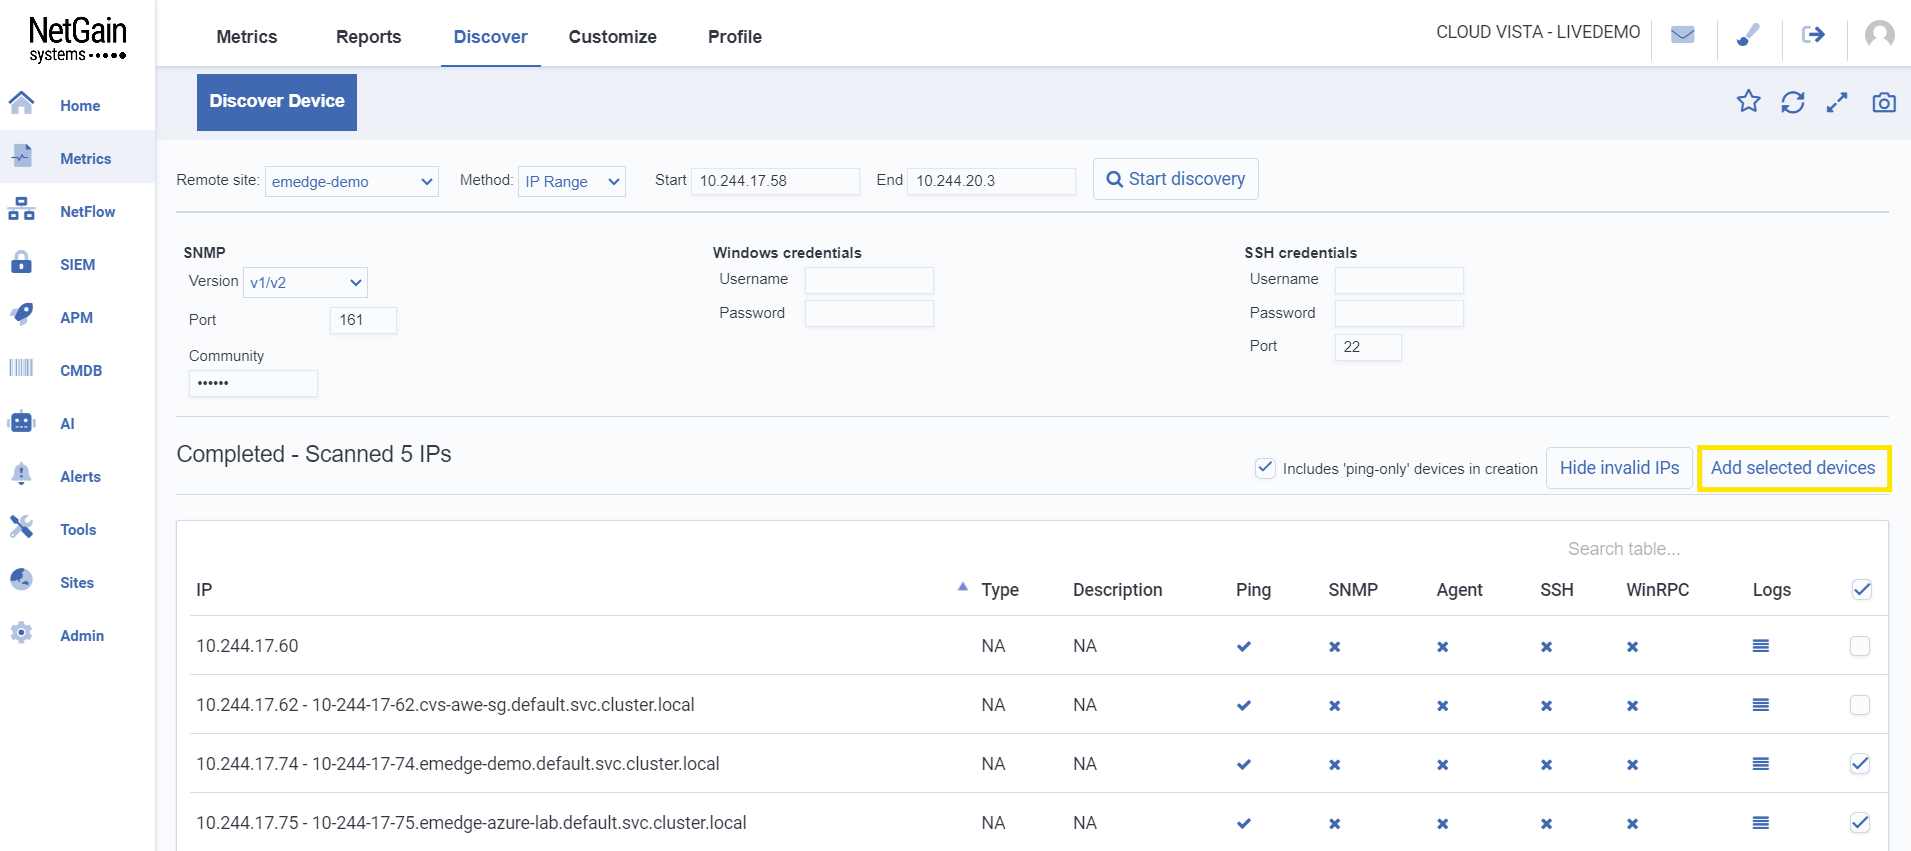 NetGain
systems
Metrics Reports Discover Customize Profile
CLOUD VISTA - LIVEDEMO
Home
Metrics
NetFlow
SIEM
APM
CMDB
AI
Alerts
Tools
Sites
Admin
Discover Device
Remote site: emedge-demo Method: IP Range Start 10.244.17.58 End 10.244.20.3 Start discovery
SNMP
Version v1/v2
Port 161
Community
••••••
Windows credentials
Username
Password
SSH credentials
Username
Password
Port 22
Completed - Scanned 5 IPs
Includes 'ping-only' devices in creation Hide invalid IPs Add selected devices
Search table...
IP Type Description Ping SNMP Agent SSH WinRPC Logs
10.244.17.60 NA NA
10.244.17.62 - 10-244-17-62.cvs-awe-sg.default.svc.cluster.local NA NA
10.244.17.74 - 10-244-17-74.emedge-demo.default.svc.cluster.local NA NA
10.244.17.75 - 10-244-17-75.emedge-azure-lab.default.svc.cluster.local NA NA